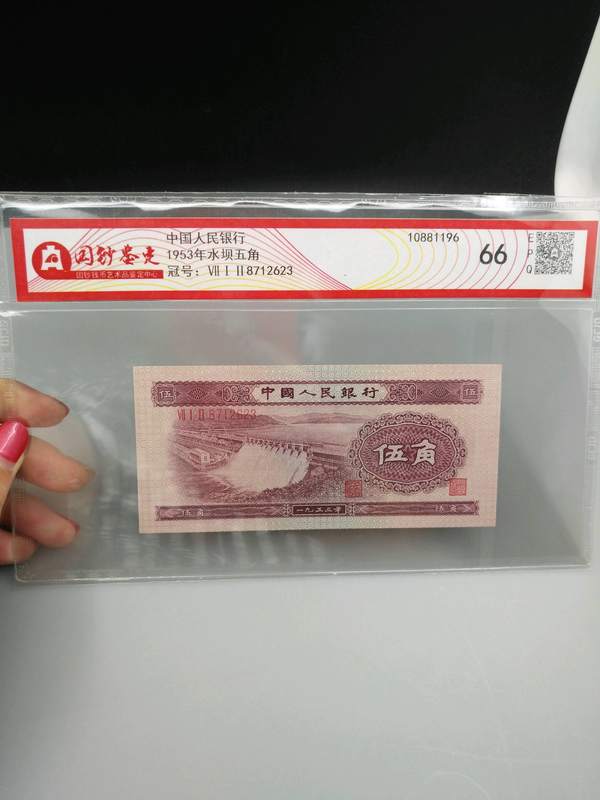 国钞鉴定
国钞钱币艺术品鉴定中心
中国人民银行
1953年水坝五角
冠号：Ⅶ Ⅰ Ⅱ 8712623
10881196
66
E
P
Q
伍
中國人民銀行
伍
Ⅶ Ⅰ Ⅱ 8712623
伍角
伍角
一九五三年
伍角